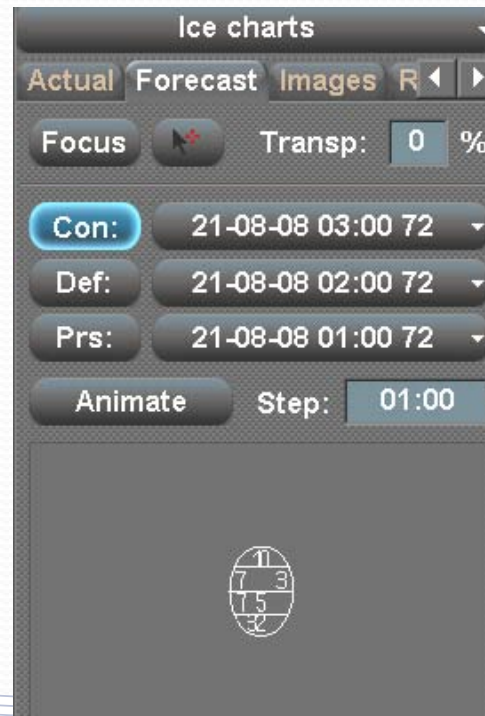 Ice charts
Actual Forecast Images R
Focus Transp: 0 %
Con: 21-08-08 03:00 72
Def: 21-08-08 02:00 72
Prs: 21-08-08 01:00 72
Animate Step: 01:00
10
7 3
7 5
32